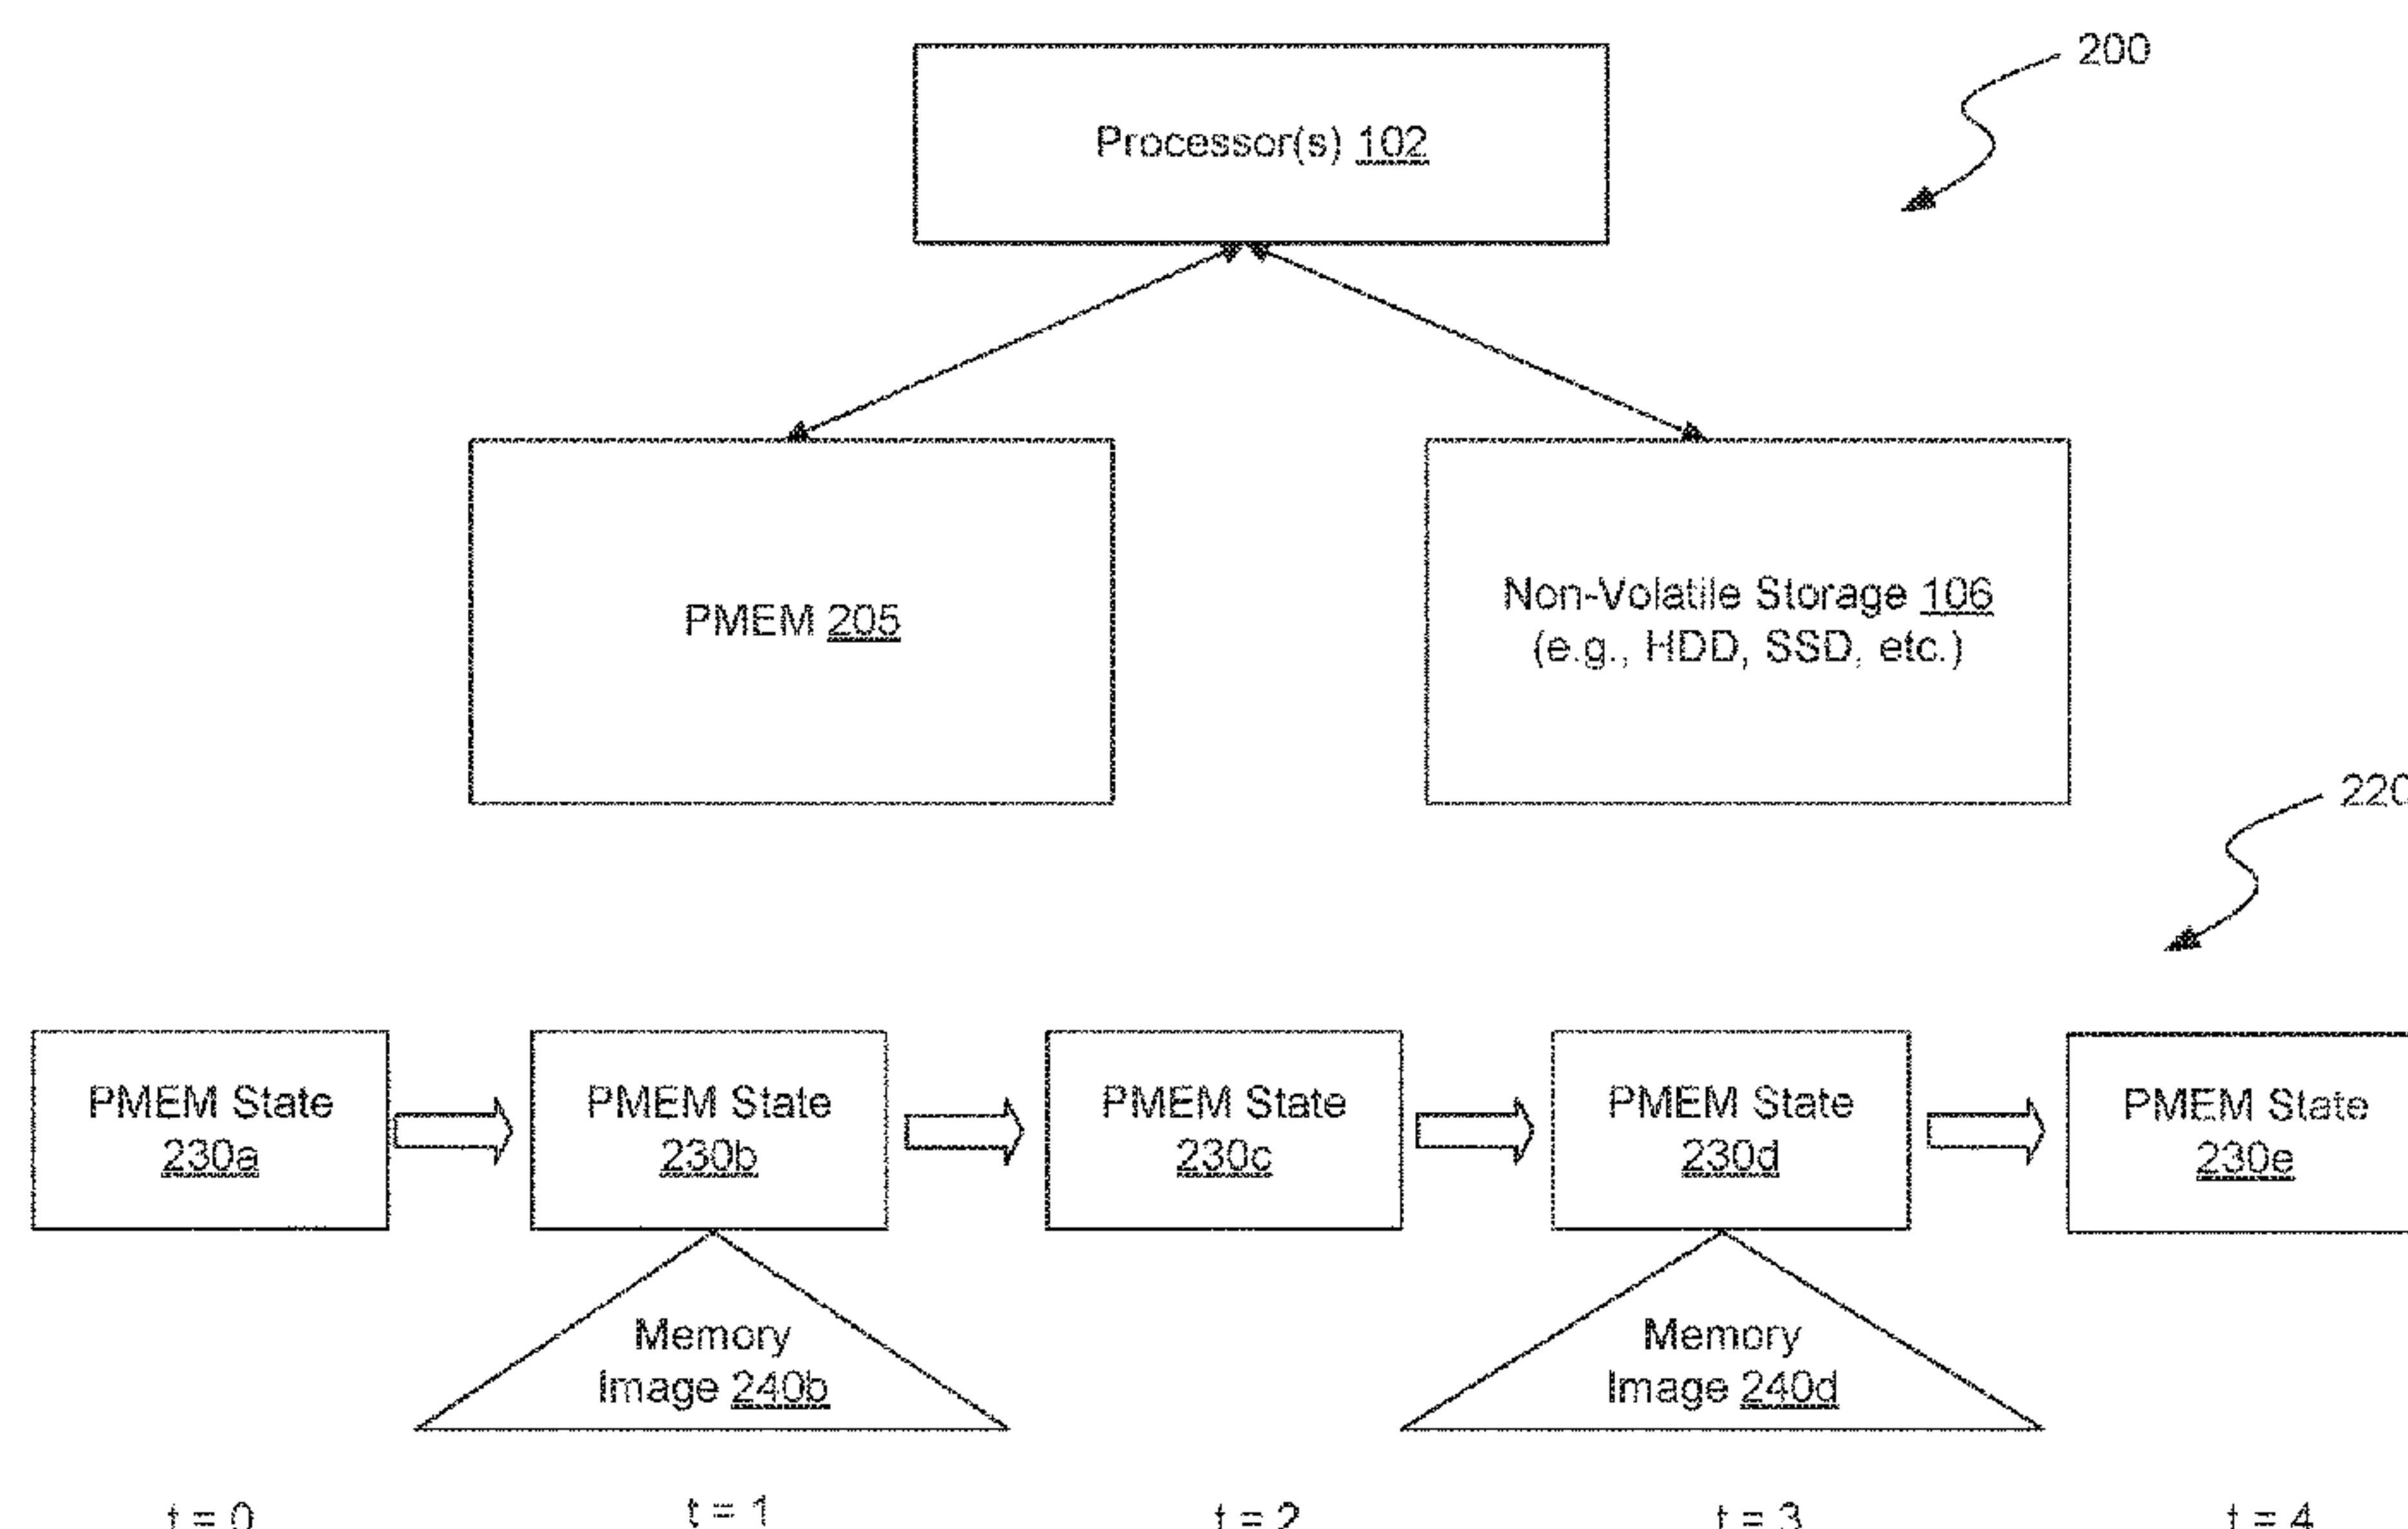 200
Processor(s) 102
PMEM 205
Non-Volatile Storage 106
(e.g., HDD, SSD, etc.)
220
PMEM State
230a
PMEM State
230b
PMEM State
230c
PMEM State
230d
PMEM State
230e
Memory
Image 240b
Memory
Image 240d
t = 0
t = 1
t = 2
t = 3
t = 4